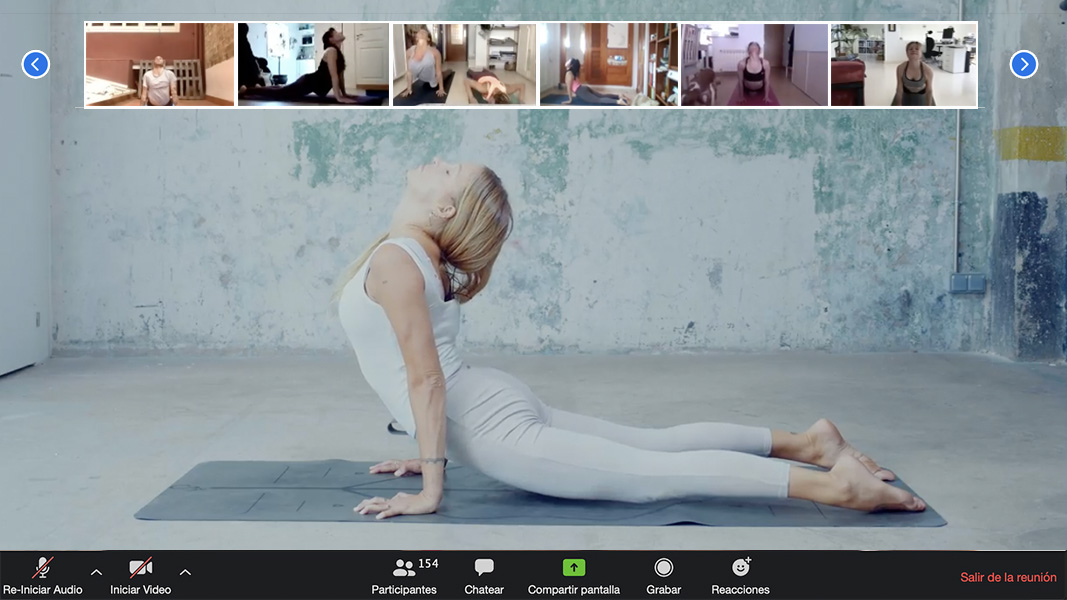 154
Re-Iniciar Audio
Iniciar Video
Participantes
Chatear
Compartir pantalla
Grabar
Reacciones
Salir de la reunión